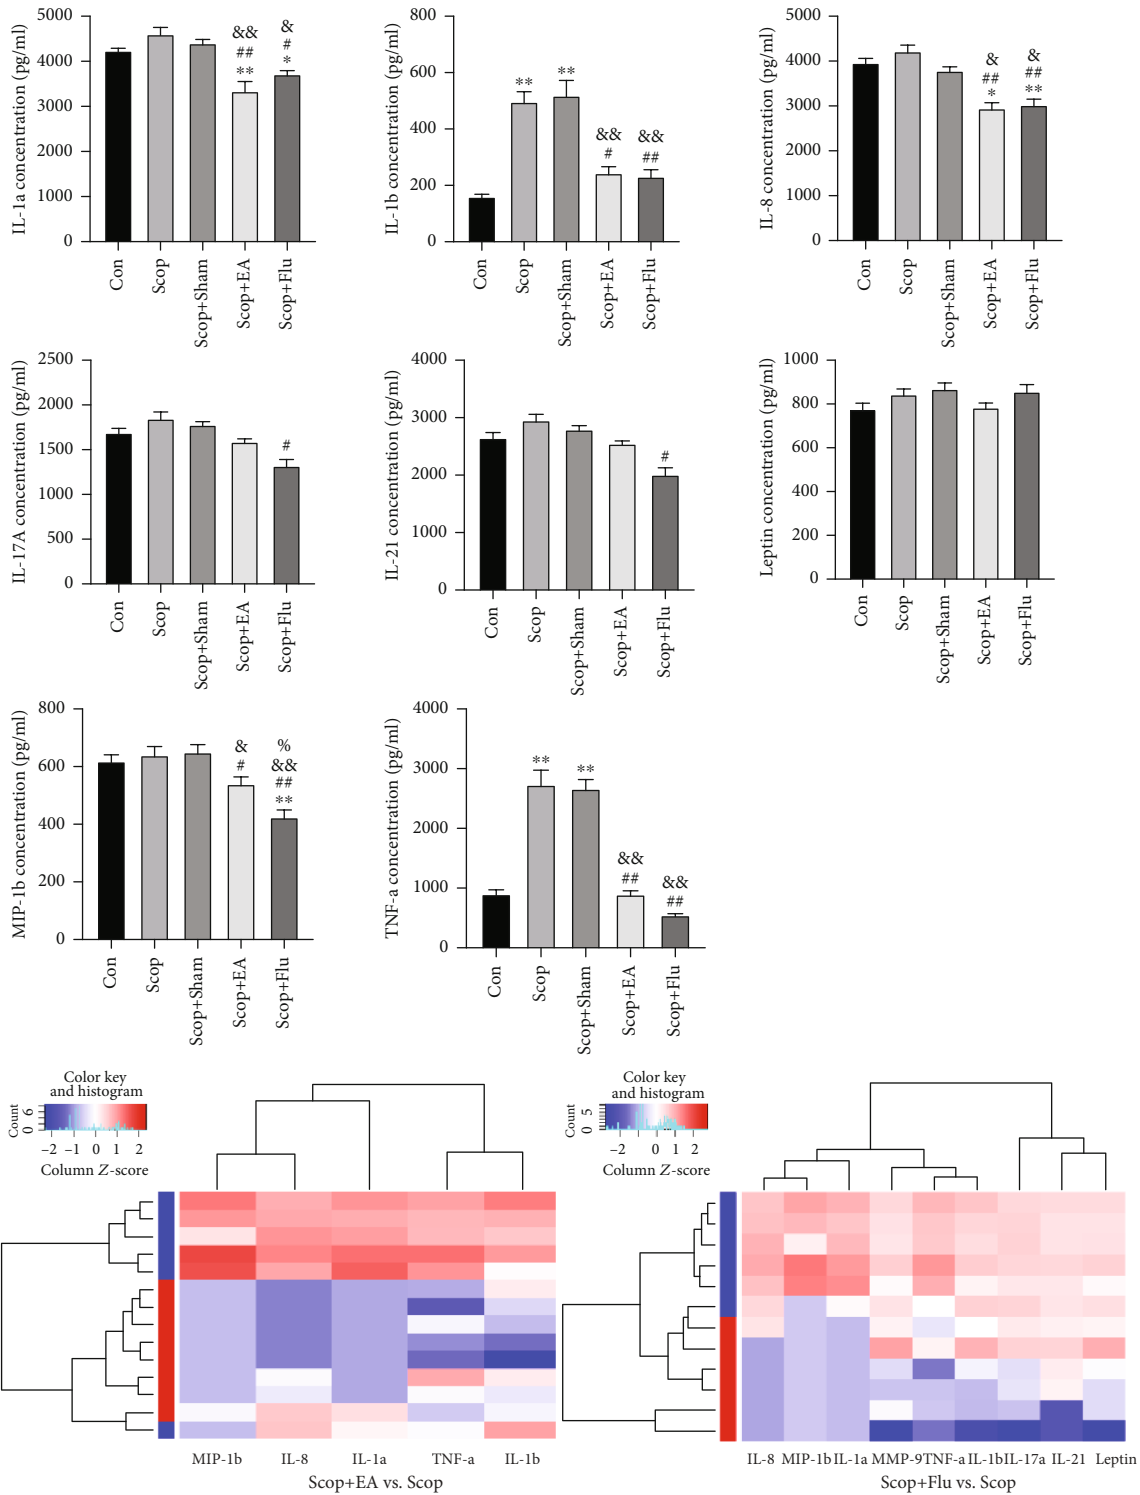 IL-1a concentration (pg/ml)
5000
4000
3000
2000
1000
0
&&
##
**
&
#
*
Con
Scop
Scop+Sham
Scop+EA
Scop+Flu
IL-1b concentration (pg/ml)
800
600
400
200
0
**
**
&&
#
&&
##
Con
Scop
Scop+Sham
Scop+EA
Scop+Flu
IL-8 concentration (pg/ml)
5000
4000
3000
2000
1000
0
&
##
*
&
##
**
Con
Scop
Scop+Sham
Scop+EA
Scop+Flu
IL-17A concentration (pg/ml)
2500
2000
1500
1000
500
0
#
Con
Scop
Scop+Sham
Scop+EA
Scop+Flu
IL-21 concentration (pg/ml)
4000
3000
2000
1000
0
#
Con
Scop
Scop+Sham
Scop+EA
Scop+Flu
Leptin concentration (pg/ml)
1000
800
600
400
200
0
Con
Scop
Scop+Sham
Scop+EA
Scop+Flu
MIP-1b concentration (pg/ml)
800
600
400
200
0
&
#
%
&&
##
**
Con
Scop
Scop+Sham
Scop+EA
Scop+Flu
TNF-a concentration (pg/ml)
4000
3000
2000
1000
0
**
**
&&
##
&&
##
Con
Scop
Scop+Sham
Scop+EA
Scop+Flu
Color key
and histogram
Count
0 6
−2 −1 0 1 2
Column Z-score
MIP-1b IL-8 IL-1a TNF-a IL-1b
Scop+EA vs. Scop
Color key
and histogram
Count
0 5
−2 0 1 2
Column Z-score
IL-8 MIP-1b IL-1a MMP-9 TNF-a IL-1b IL-17a IL-21 Leptin
Scop+Flu vs. Scop